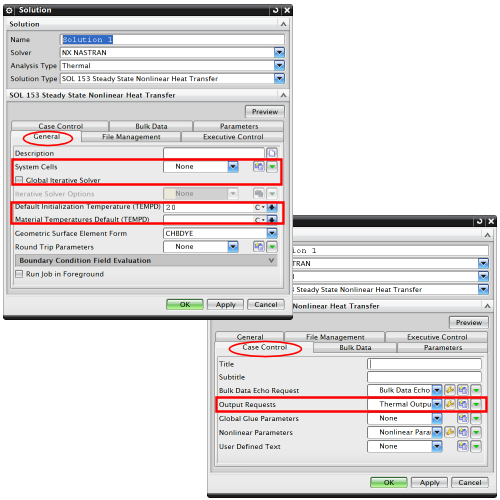 Solution
Solution
Name Solution 1
Solver NX NASTRAN
Analysis Type Thermal
Solution Type SOL 153 Steady State Nonlinear Heat Transfer
SOL 153 Steady State Nonlinear Heat Transfer
Preview
Case Control Bulk Data Parameters
General File Management Executive Control
Description
System Cells None
Global Iterative Solver
Iterative Solver Options None
Default Initialization Temperature (TEMPD) 20 C
Material Temperatures Default (TEMPD) C
Geometric Surface Element Form CHBDYE
Round Trip Parameters None
Boundary Condition Field Evaluation
Run Job in Foreground
OK Apply Cancel
on 1
TRAN
Steady State Nonlinear Heat Transfer
Nonlinear Heat Transfer
Preview
General File Management Executive Control
Case Control Bulk Data Parameters
Title
Subtitle
Bulk Data Echo Request Bulk Data Echo
Output Requests Thermal Outpu
Global Glue Parameters None
Nonlinear Parameters Nonlinear Para
User Defined Text None
OK Apply Cancel